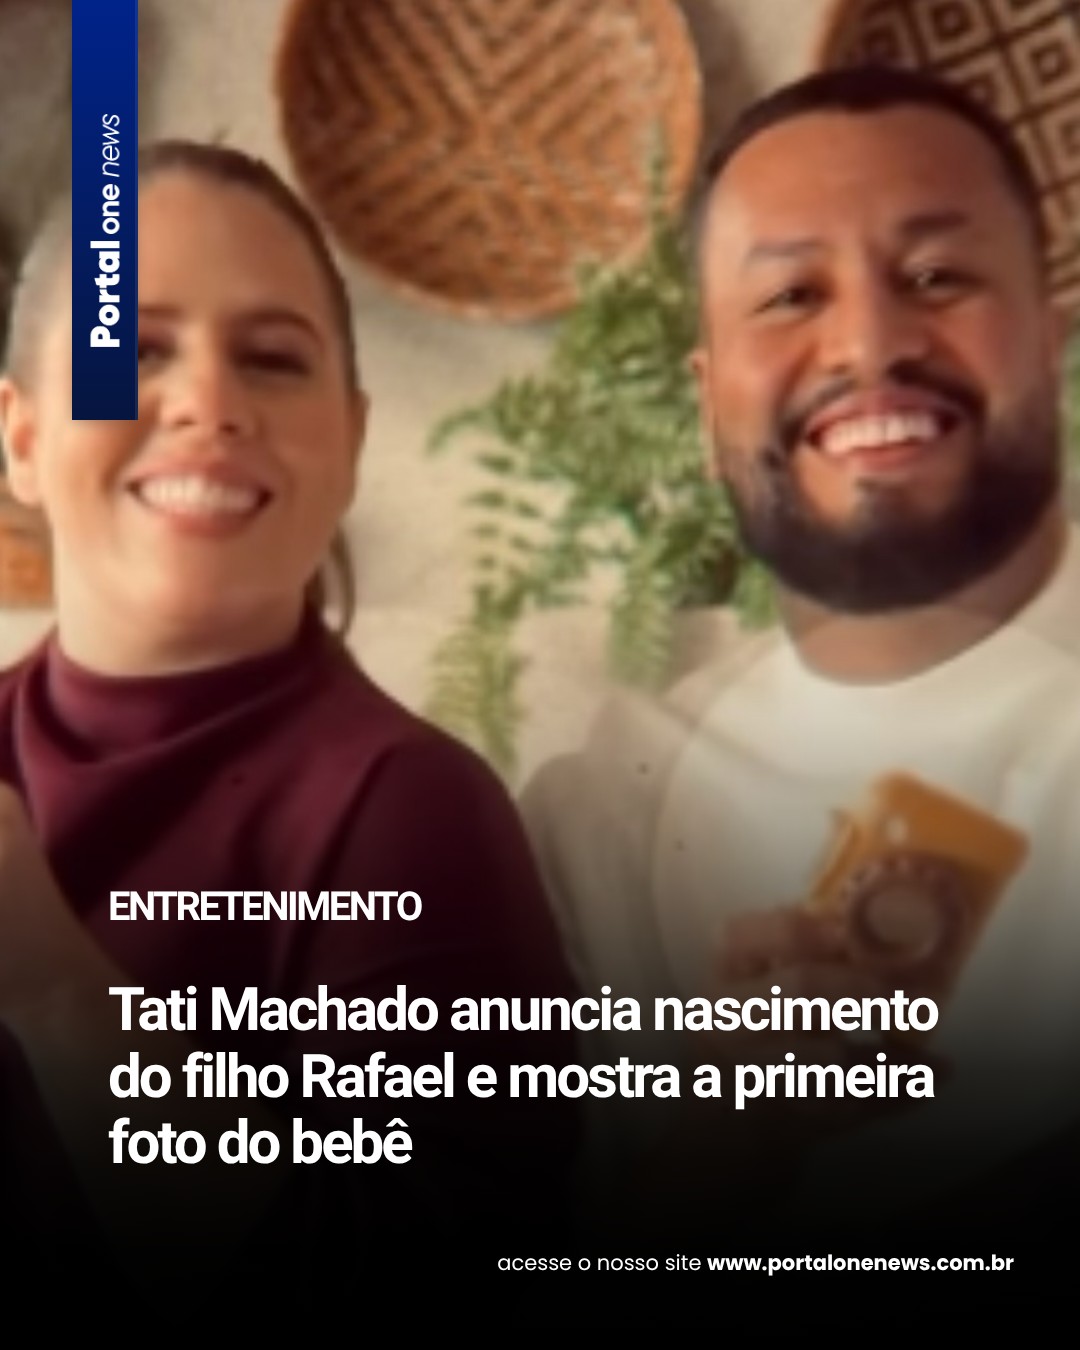 Portal one news
ENTRETENIMENTO
Tati Machado anuncia nascimento
do filho Rafael e mostra a primeira
foto do bebê
acesse o nosso site www.portalonenews.com.br